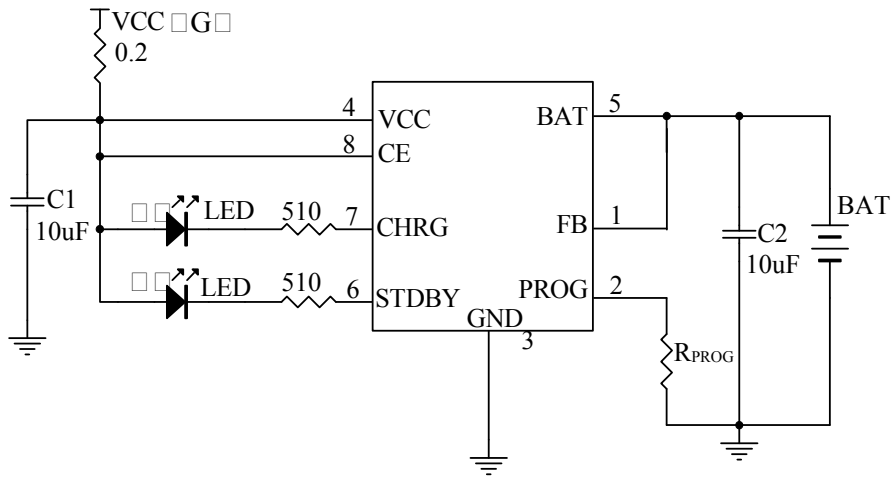 VCC □G□
0.2
4
VCC
8
CE
C1
10uF
□□
LED
510
7
CHRG
□□
LED
510
6
STDBY
GND
3
BAT
5
FB
1
PROG
2
RPROG
C2
10uF
BAT